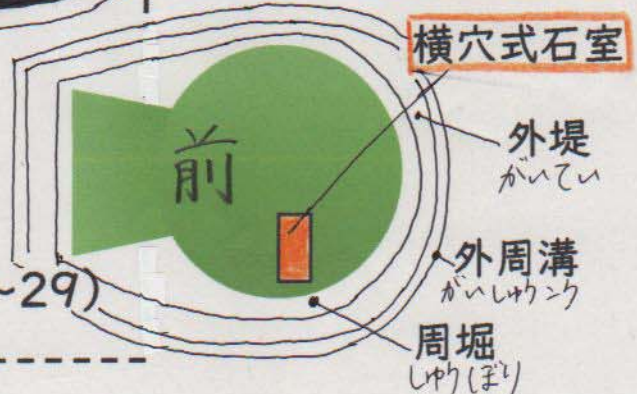 横穴式石室
外堤
がいてい
前
外周溝
がいしゅうこう
~29)
周堀
しゅうぼり